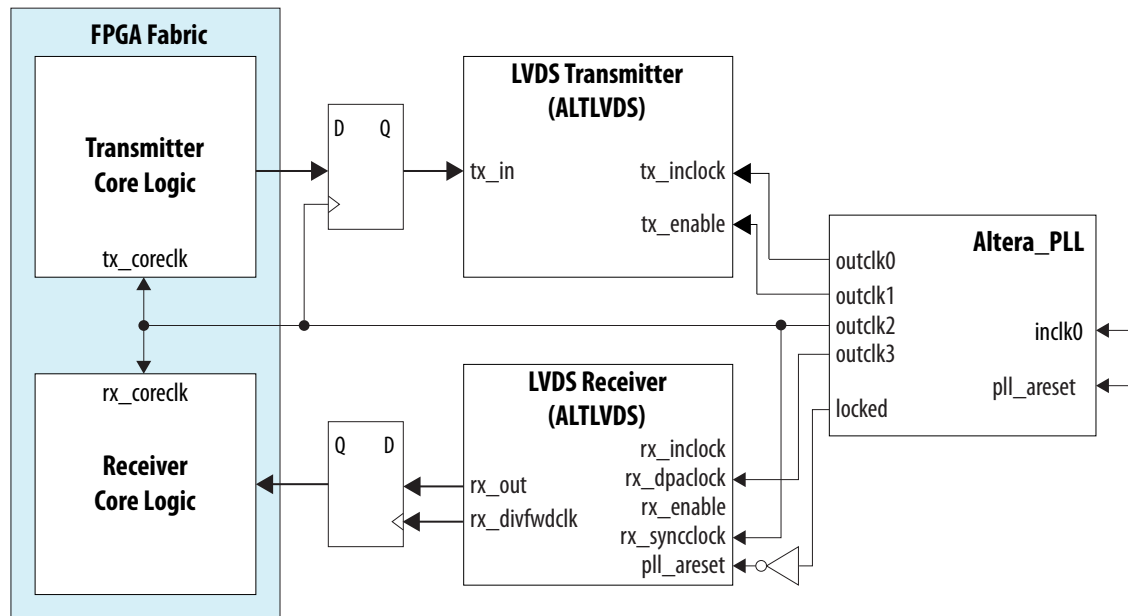 FPGA Fabric
Transmitter
Core Logic
tx_coreclk
D Q
LVDS Transmitter
(ALTLVDS)
tx_in
tx_inclock
tx_enable
Altera_PLL
outclk0
outclk1
outclk2
outclk3
locked
inclk0
pll_areset
rx_coreclk
Receiver
Core Logic
Q D
LVDS Receiver
(ALTLVDS)
rx_out
rx_divfwdclk
rx_inclock
rx_dpaclock
rx_enable
rx_syncclock
pll_areset